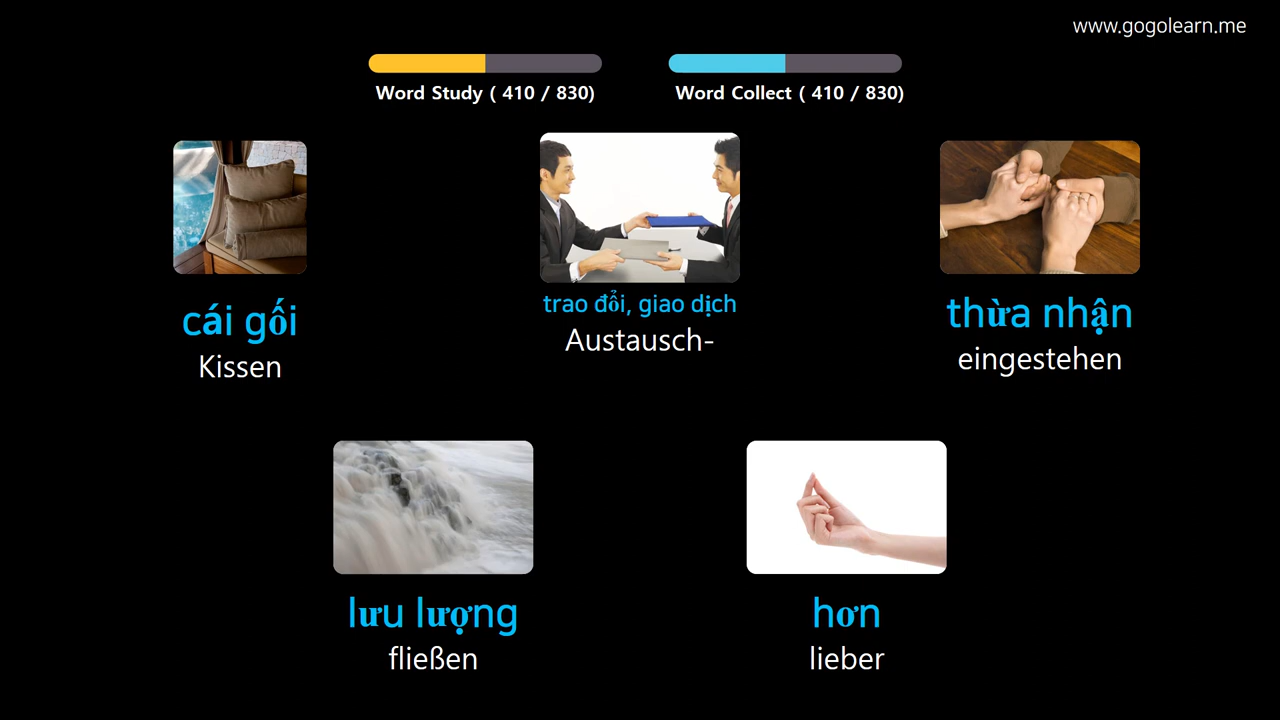 www.gogolearn.me
Word Study ( 410 / 830)
Word Collect ( 410 / 830)
cái gối
Kissen
trao đổi, giao dịch
Austausch-
thừa nhận
eingestehen
lưu lượng
fließen
hơn
lieber